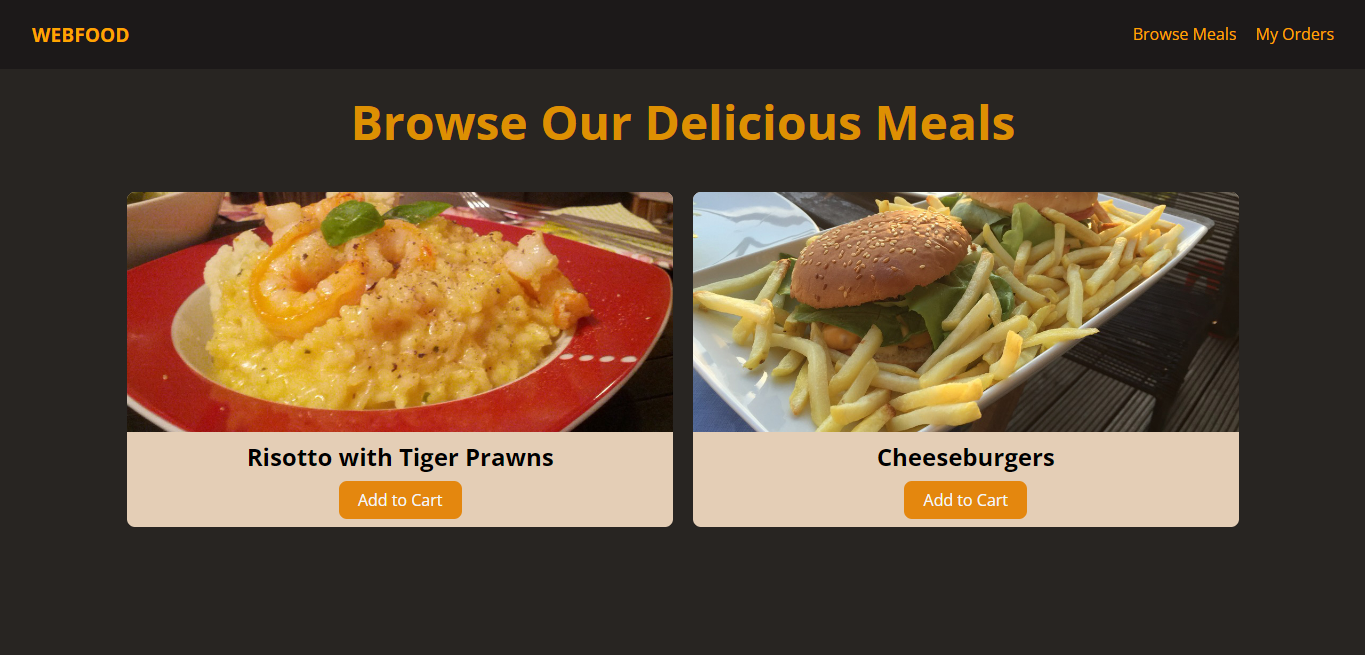 WEBFOOD
Browse Meals
My Orders
Browse Our Delicious Meals
Risotto with Tiger Prawns
Add to Cart
Cheeseburgers
Add to Cart